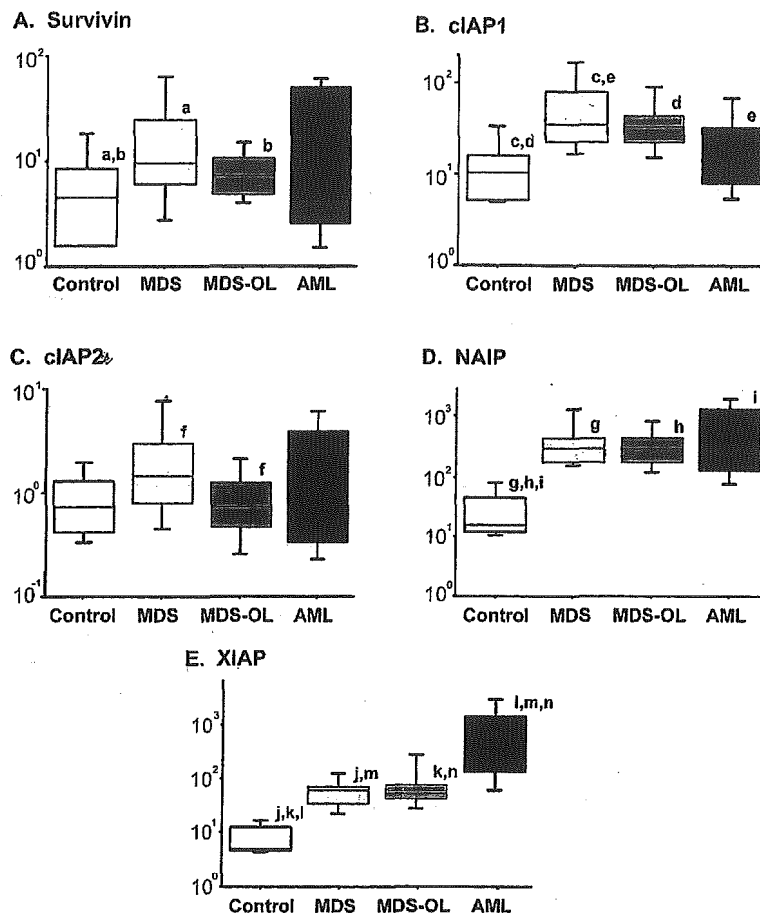 A. Survivin
10²
10¹
10⁰
a,b
a
b
Control MDS MDS-OL AML
B. cIAP1
10²
10¹
10⁰
c,d
c,e
d
e
Control MDS MDS-OL AML
C. cIAP2
10¹
10⁰
10⁻¹
f
f
Control MDS MDS-OL AML
D. NAIP
10³
10²
10¹
10⁰
g,h,i
g
h
i
Control MDS MDS-OL AML
E. XIAP
10³
10²
10¹
10⁰
j,k,l
j,m
k,n
l,m,n
Control MDS MDS-OL AML